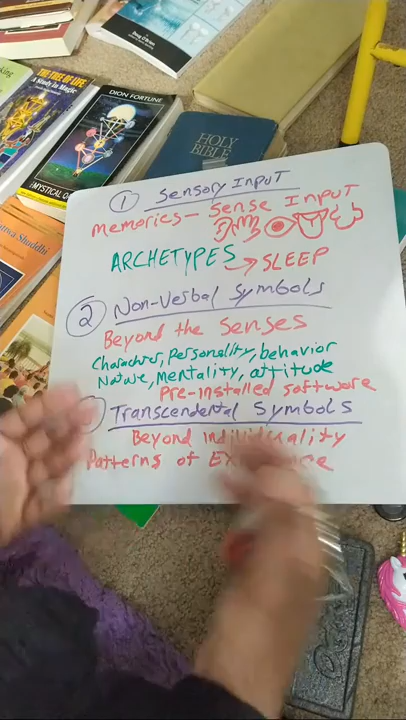 Doug O'Brien
THE TREE OF LIFE
A Study in Magic
DION FORTUNE
HOLY
BIBLE
① Sensory Input
memories - Sense Input
ARCHETYPES → SLEEP
② Non-Verbal Symbols
Beyond the Senses
Character, Personality, behavior
Nature, Mentality, attitude
Pre-installed software
Transcendental Symbols
Beyond individuality
Patterns of